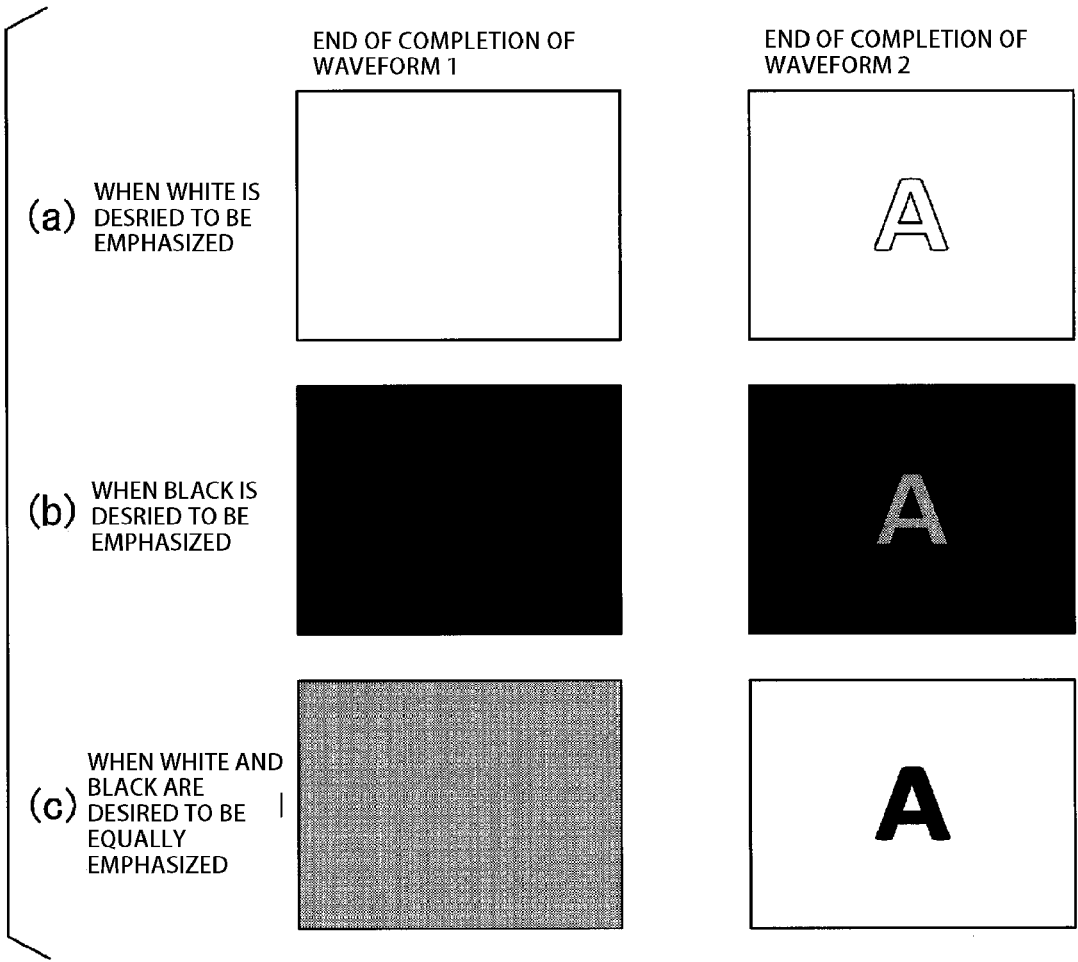 END OF COMPLETION OF
WAVEFORM 1
END OF COMPLETION OF
WAVEFORM 2
(a) WHEN WHITE IS
DESRIED TO BE
EMPHASIZED
A
(b) WHEN BLACK IS
DESRIED TO BE
EMPHASIZED
A
(c) WHEN WHITE AND
BLACK ARE
DESIRED TO BE
EQUALLY
EMPHASIZED
A